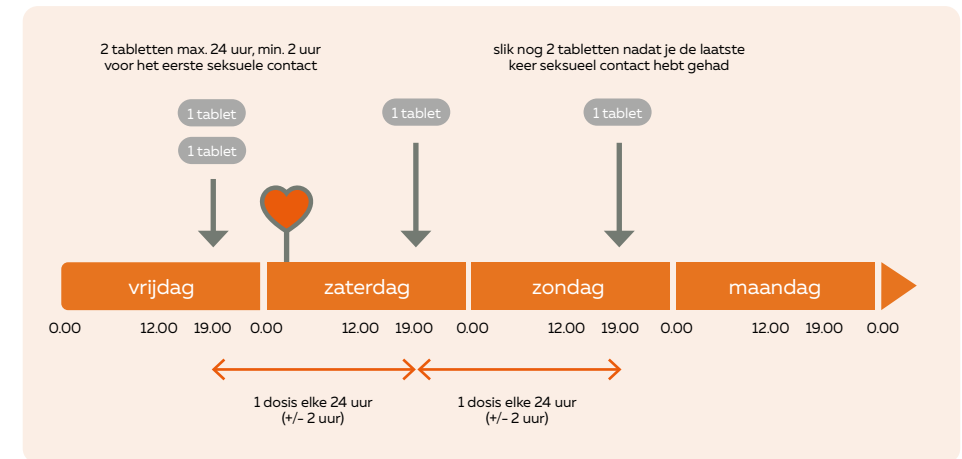 2 tabletten max. 24 uur, min. 2 uur
voor het eerste seksuele contact
slik nog 2 tabletten nadat je de laatste
keer seksueel contact hebt gehad
1 tablet
1 tablet
1 tablet
1 tablet
vrijdag
zaterdag
zondag
maandag
0.00 12.00 19.00 0.00 12.00 19.00 0.00 12.00 19.00 0.00 12.00 19.00 0.00
1 dosis elke 24 uur
(+/- 2 uur)
1 dosis elke 24 uur
(+/- 2 uur)